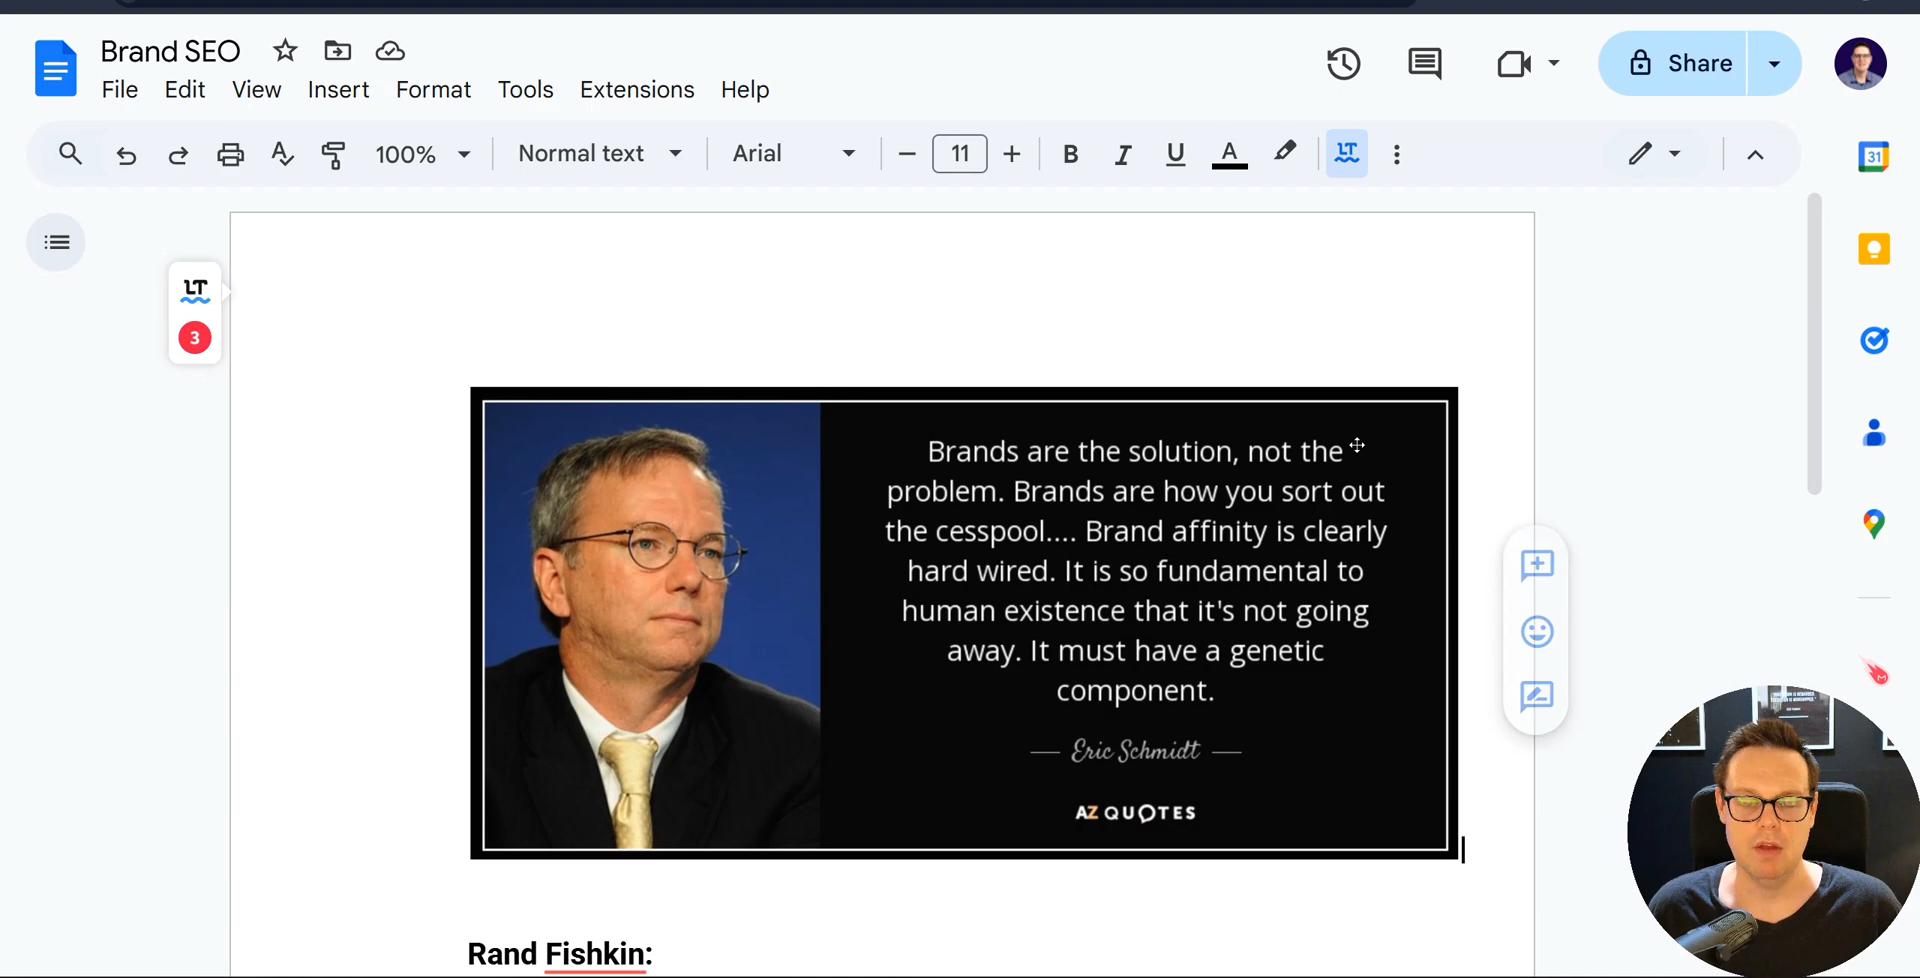 Brand SEO
File Edit View Insert Format Tools Extensions Help
Share
100% Normal text Arial 11 B I U A LT
31
LT
3
Brands are the solution, not the
problem. Brands are how you sort out
the cesspool.... Brand affinity is clearly
hard wired. It is so fundamental to
human existence that it's not going
away. It must have a genetic
component.
Eric Schmidt
AZ QUOTES
Rand Fishkin: